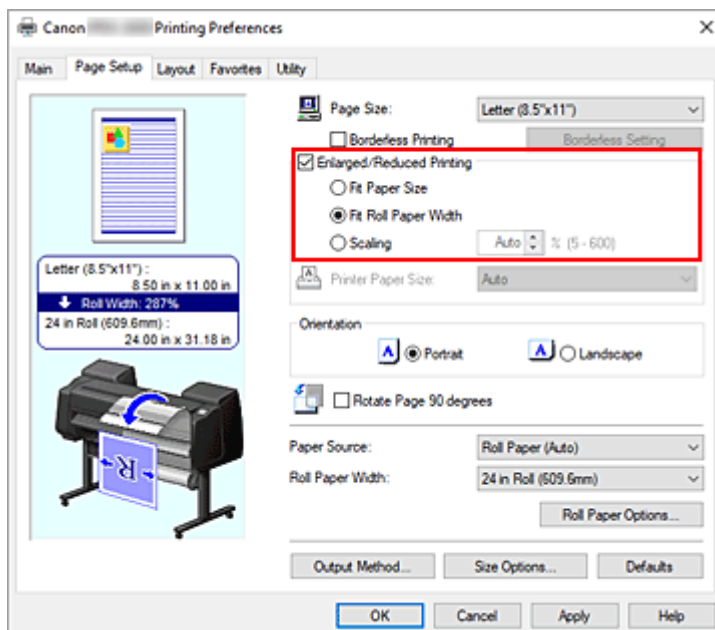 Canon Printing Preferences
Main Page Setup Layout Favorites Utility
Page Size: Letter (8.5"x11")
Borderless Printing Borderless Setting
Enlarged/Reduced Printing
Fit Paper Size
Fit Roll Paper Width
Scaling Auto % (5 - 600)
Letter (8.5"x11") :
8.50 in x 11.00 in
Roll Width: 287%
24 in Roll (609.6mm) :
24.00 in x 31.18 in
R
Printer Paper Size: Auto
Orientation
A Portrait A Landscape
Rotate Page 90 degrees
Paper Source: Roll Paper (Auto)
Roll Paper Width: 24 in Roll (609.6mm)
Roll Paper Options...
Output Method... Size Options... Defaults
OK Cancel Apply Help